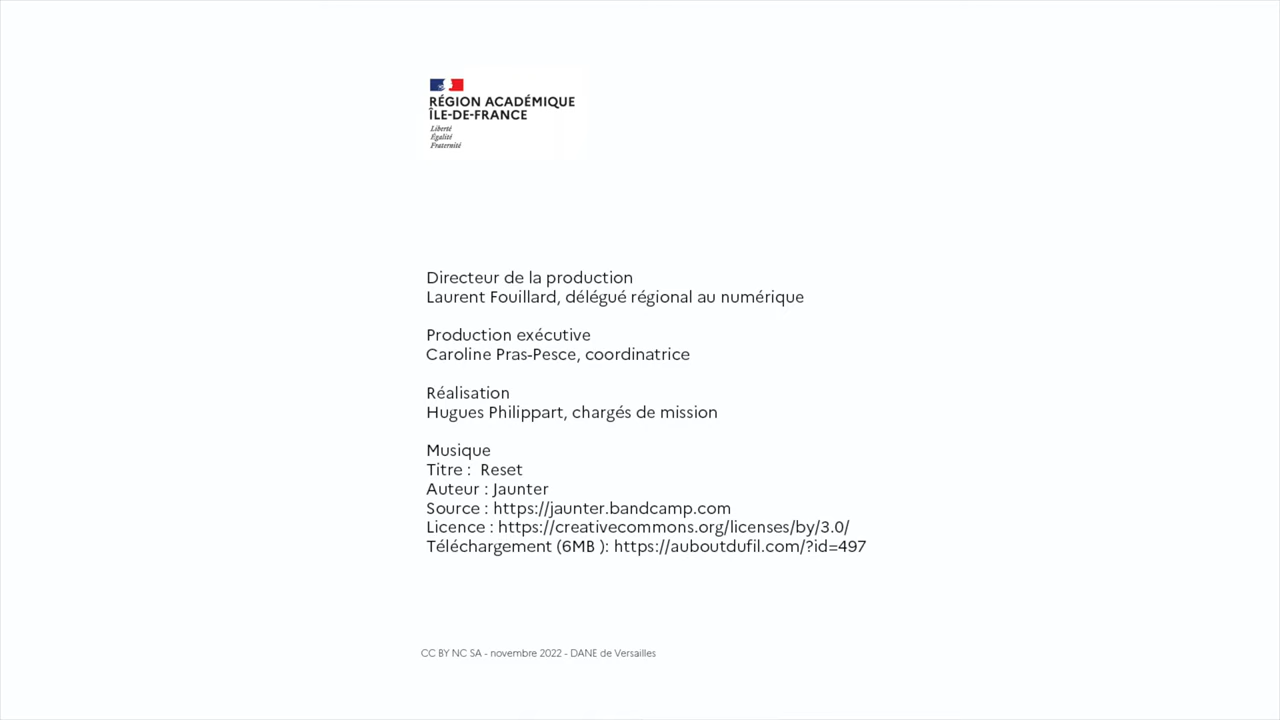 RÉGION ACADÉMIQUE
ÎLE-DE-FRANCE
Liberté
Égalité
Fraternité
Directeur de la production
Laurent Fouillard, délégué régional au numérique
Production exécutive
Caroline Pras-Pesce, coordinatrice
Réalisation
Hugues Philippart, chargés de mission
Musique
Titre :  Reset
Auteur : Jaunter
Source : https://jaunter.bandcamp.com
Licence : https://creativecommons.org/licenses/by/3.0/
Téléchargement (6MB ): https://auboutdufil.com/?id=497
CC BY NC SA - novembre 2022 - DANE de Versailles